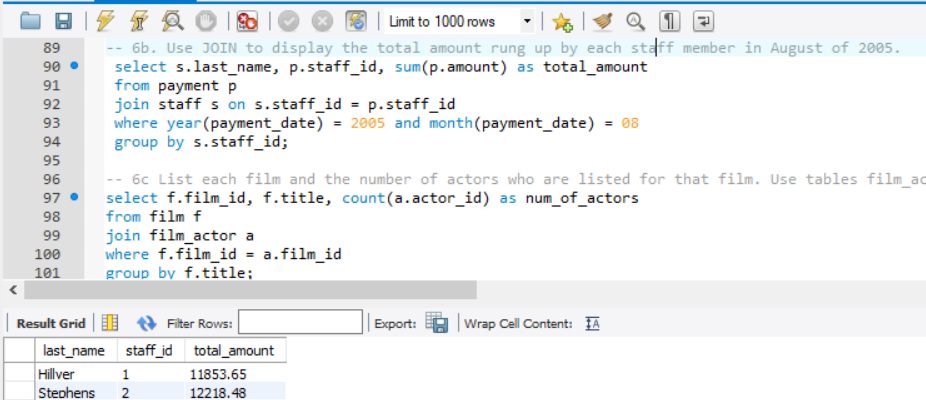 Limit to 1000 rows
89 -- 6b. Use JOIN to display the total amount rung up by each staff member in August of 2005.
90 select s.last_name, p.staff_id, sum(p.amount) as total_amount
91 from payment p
92 join staff s on s.staff_id = p.staff_id
93 where year(payment_date) = 2005 and month(payment_date) = 08
94 group by s.staff_id;
95
96 -- 6c List each film and the number of actors who are listed for that film. Use tables film_ac
97 select f.film_id, f.title, count(a.actor_id) as num_of_actors
98 from film f
99 join film_actor a
100 where f.film_id = a.film_id
101 group by f.title;
Result Grid Filter Rows: Export: Wrap Cell Content: IA
last_name staff_id total_amount
Hillyer 1 11853.65
Stephens 2 12218.48